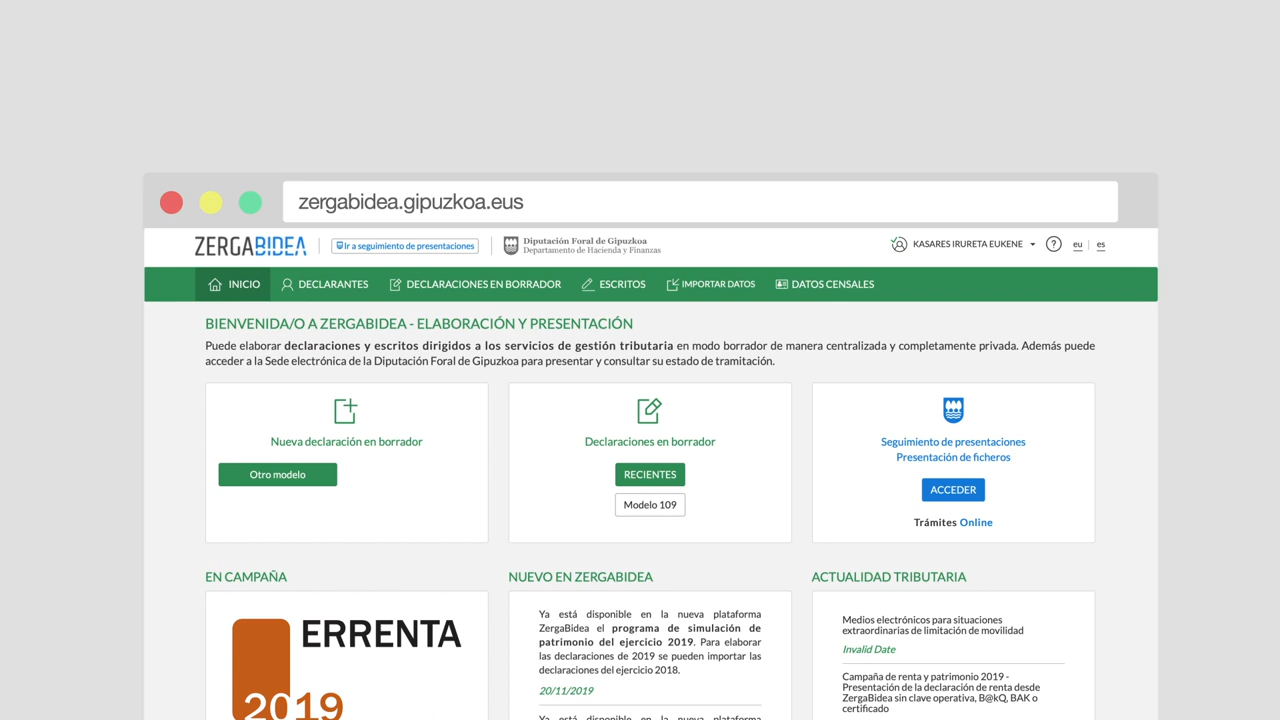 zergabidea.gipuzkoa.eus
ZERGABIDEA
Ir a seguimiento de presentaciones
Diputación Foral de Gipuzkoa
Departamento de Hacienda y Finanzas
KASARES IRURETA EUKENE
?
eu
es
INICIO
DECLARANTES
DECLARACIONES EN BORRADOR
ESCRITOS
IMPORTAR DATOS
DATOS CENSALES
BIENVENIDA/O A ZERGABIDEA - ELABORACIÓN Y PRESENTACIÓN
Puede elaborar declaraciones y escritos dirigidos a los servicios de gestión tributaria en modo borrador de manera centralizada y completamente privada. Además puede
acceder a la Sede electrónica de la Diputación Foral de Gipuzkoa para presentar y consultar su estado de tramitación.
Nueva declaración en borrador
Otro modelo
Declaraciones en borrador
RECIENTES
Modelo 109
Seguimiento de presentaciones
Presentación de ficheros
ACCEDER
Trámites Online
EN CAMPAÑA
ERRENTA
2019
NUEVO EN ZERGABIDEA
Ya está disponible en la nueva plataforma
ZergaBidea el programa de simulación de
patrimonio del ejercicio 2019. Para elaborar
las declaraciones de 2019 se pueden importar las
declaraciones del ejercicio 2018.
20/11/2019
Ya está disponible en la nueva plataforma
ACTUALIDAD TRIBUTARIA
Medios electrónicos para situaciones
extraordinarias de limitación de movilidad
Invalid Date
Campaña de renta y patrimonio 2019 -
Presentación de la declaración de renta desde
ZergaBidea sin clave operativa, B@kQ, BAK o
certificado